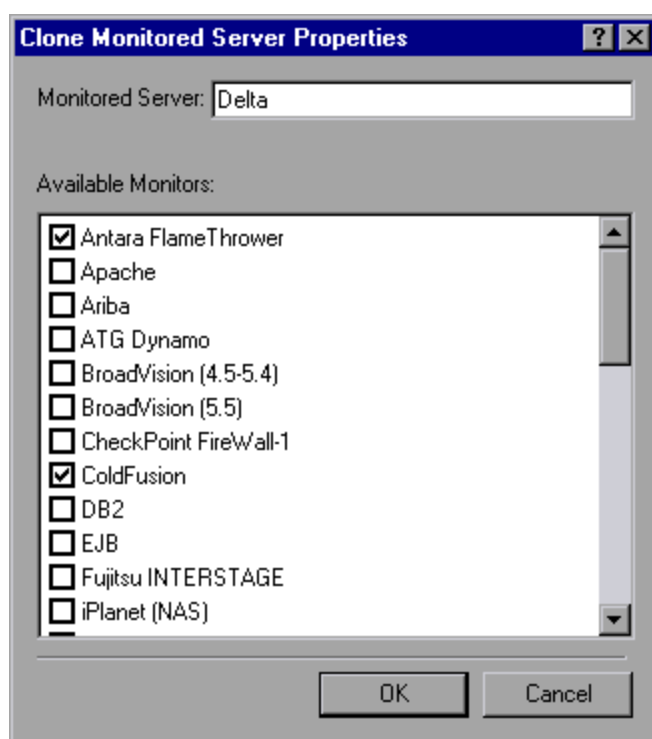 Clone Monitored Server Properties
Monitored Server: Delta
Available Monitors:
Antara FlameThrower
Apache
Ariba
ATG Dynamo
BroadVision (4.5-5.4)
BroadVision (5.5)
CheckPoint FireWall-1
ColdFusion
DB2
EJB
Fujitsu INTERSTAGE
iPlanet (NAS)
OK Cancel